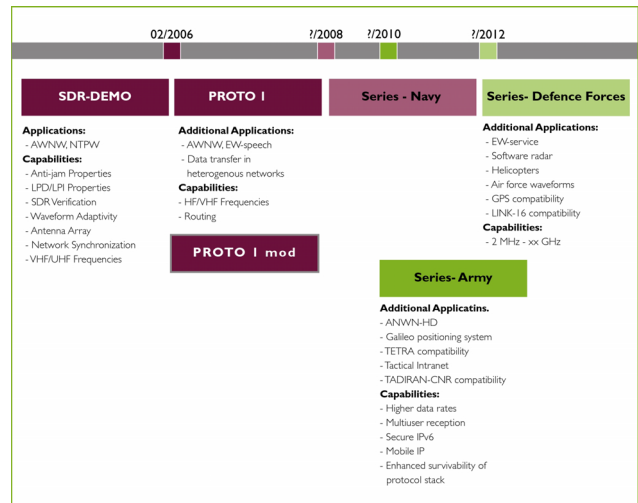 02/2006
?/2008
?/2010
?/2012
SDR-DEMO
Applications:
- AWNW, NTPW
Capabilities:
- Anti-jam Properties
- LPD/LPI Properties
- SDR Verification
- Waveform Adaptivity
- Antenna Array
- Network Synchronization
- VHF/UHF Frequencies
PROTO 1
Additional Applications:
- AWNW, EW-speech
- Data transfer in
heterogenous networks
Capabilities:
- HF/VHF Frequencies
- Routing
PROTO 1 mod
Series - Navy
Series- Army
Additional Applicatins.
- ANWN-HD
- Galileo positioning system
- TETRA compatibility
- Tactical Intranet
- TADIRAN-CNR compatibility
Capabilities:
- Higher data rates
- Multiuser reception
- Secure IPv6
- Mobile IP
- Enhanced survivability of
protocol stack
Series- Defence Forces
Additional Applications:
- EW-service
- Software radar
- Helicopters
- Air force waveforms
- GPS compatibility
- LINK-16 compatibility
Capabilities:
- 2 MHz - xx GHz